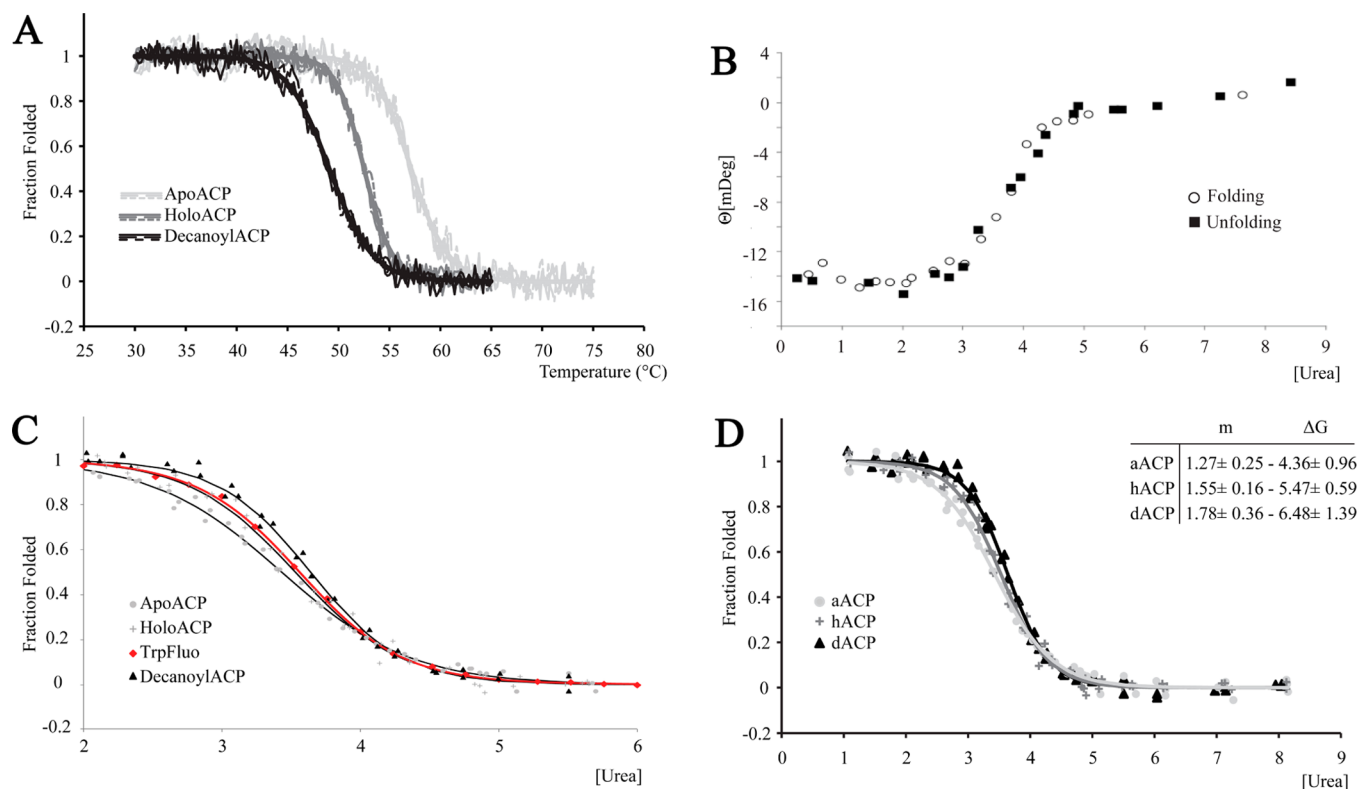 A
Fraction Folded
1
0.8
0.6
0.4
0.2
0
-0.2
ApoACP
HoloACP
DecanoylACP
25 30 35 40 45 50 55 60 65 70 75 80
Temperature (°C)
B
Θ[mDeg]
4
0
-4
-8
-12
-16
Folding
Unfolding
0 1 2 3 4 5 6 7 8 9
[Urea]
C
Fraction Folded
1
0.8
0.6
0.4
0.2
0
-0.2
ApoACP
HoloACP
TrpFluo
DecanoylACP
2 3 4 5 6
[Urea]
D
Fraction Folded
1
0.8
0.6
0.4
0.2
0
-0.2
m ΔG
aACP 1.27± 0.25 - 4.36± 0.96
hACP 1.55± 0.16 - 5.47± 0.59
dACP 1.78± 0.36 - 6.48± 1.39
aACP
hACP
dACP
0 1 2 3 4 5 6 7 8 9
[Urea]